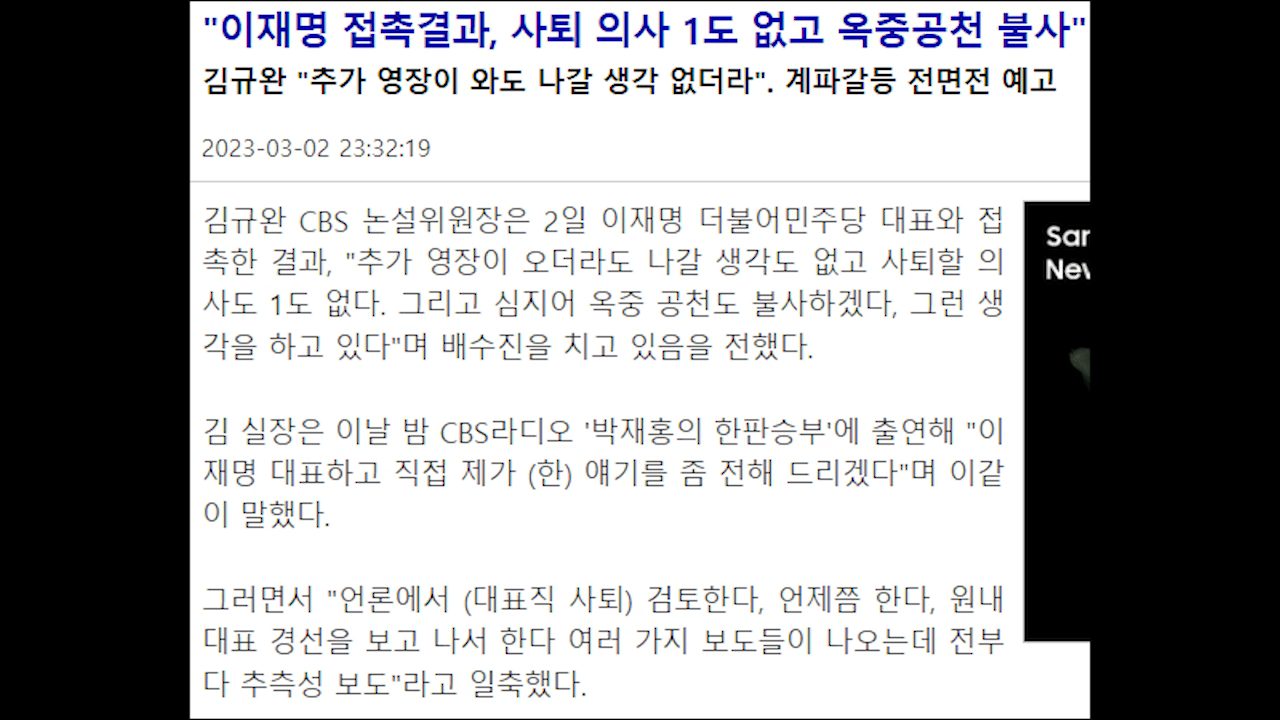 "이재명 접촉결과, 사퇴 의사 1도 없고 옥중공천 불사"
김규완 "추가 영장이 와도 나갈 생각 없더라". 계파갈등 전면전 예고
2023-03-02 23:32:19
김규완 CBS 논설위원장은 2일 이재명 더불어민주당 대표와 접
촉한 결과, "추가 영장이 오더라도 나갈 생각도 없고 사퇴할 의
사도 1도 없다. 그리고 심지어 옥중 공천도 불사하겠다, 그런 생
각을 하고 있다"며 배수진을 치고 있음을 전했다.
김 실장은 이날 밤 CBS라디오 '박재홍의 한판승부'에 출연해 "이
재명 대표하고 직접 제가 (한) 얘기를 좀 전해 드리겠다"며 이같
이 말했다.
그러면서 "언론에서 (대표직 사퇴) 검토한다, 언제쯤 한다, 원내
대표 경선을 보고 나서 한다 여러 가지 보도들이 나오는데 전부
다 추측성 보도"라고 일축했다.